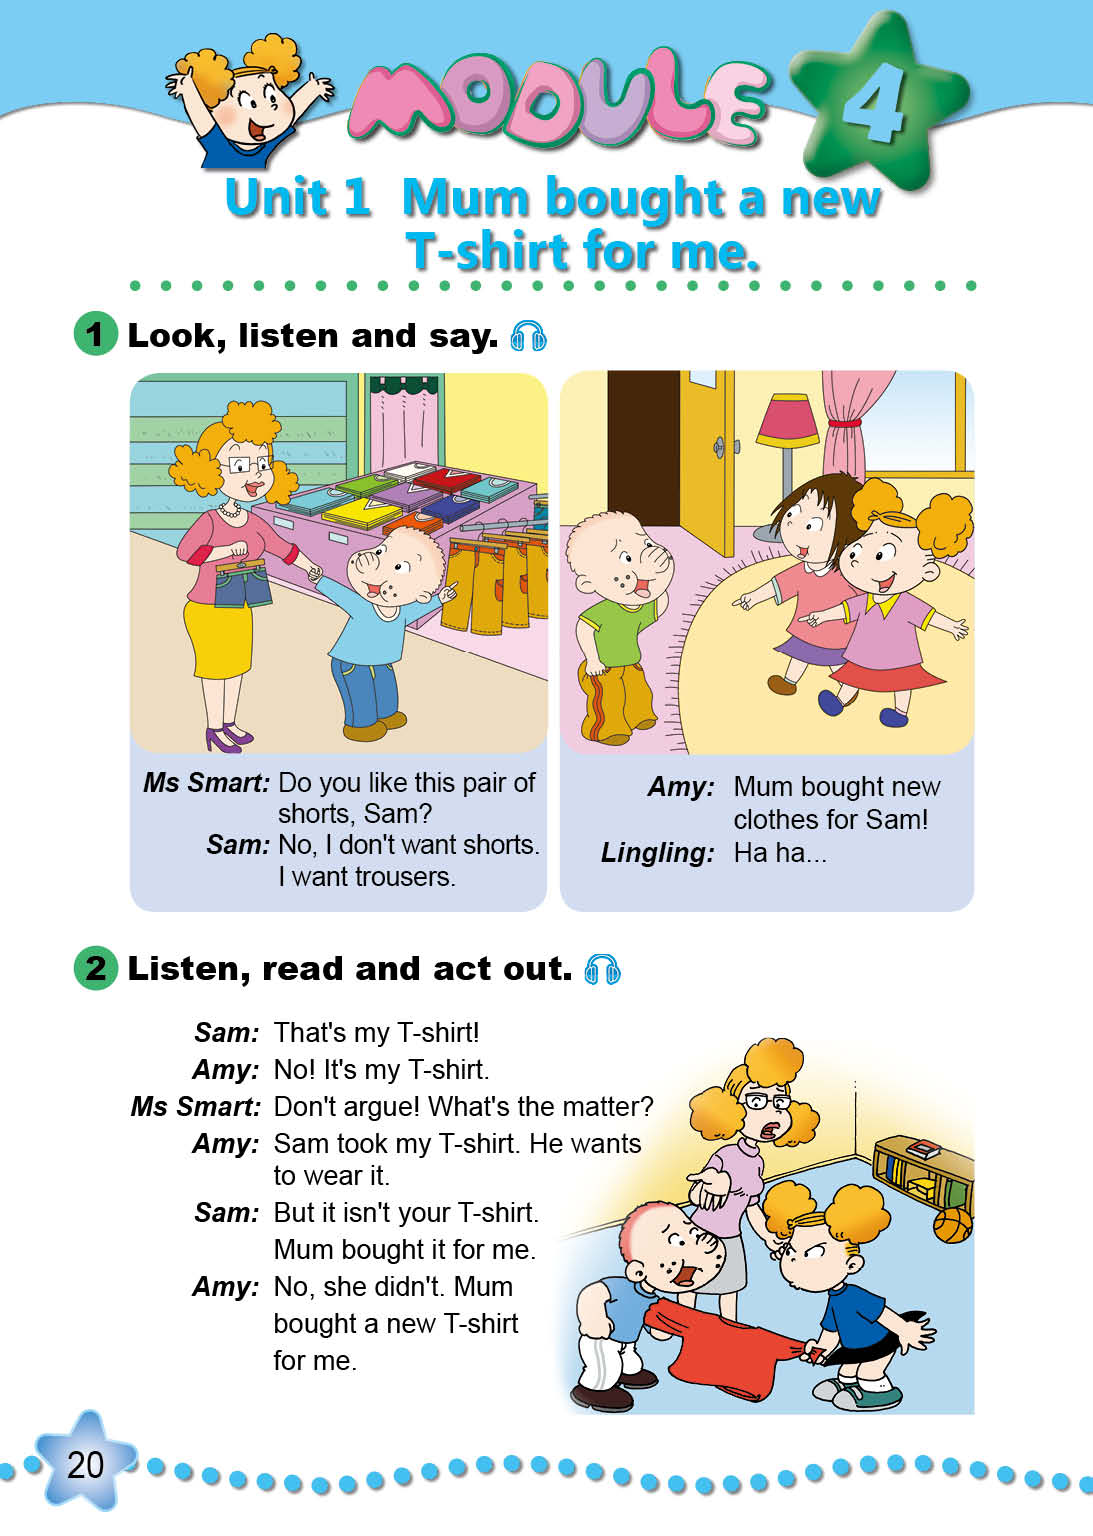 MODULE 4
Unit 1 Mum bought a new
T-shirt for me.
1 Look, listen and say.
Ms Smart: Do you like this pair of
shorts, Sam?
Sam: No, I don't want shorts.
I want trousers.
Amy: Mum bought new
clothes for Sam!
Lingling: Ha ha...
2 Listen, read and act out.
Sam: That's my T-shirt!
Amy: No! It's my T-shirt.
Ms Smart: Don't argue! What's the matter?
Amy: Sam took my T-shirt. He wants
to wear it.
Sam: But it isn't your T-shirt.
Mum bought it for me.
Amy: No, she didn't. Mum
bought a new T-shirt
for me.
20